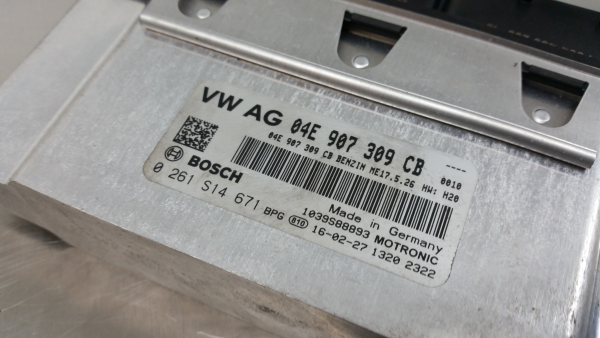 VW AG 04E 907 309 CB ----
04E 907 309 CB BENZIN ME17.5.26 HW: H20 0010
BOSCH
0 261 S14 671 BPG 810
Made in Germany
1039S88893 MOTRONIC
16-02-27 1320 2322